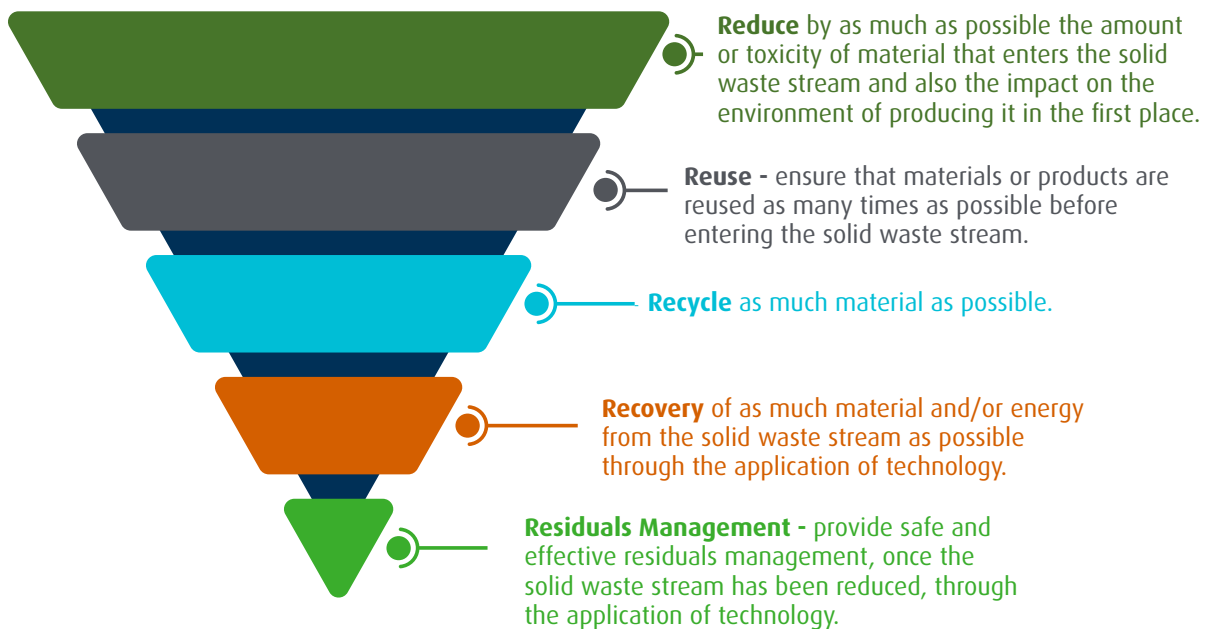 Reduce by as much as possible the amount
or toxicity of material that enters the solid
waste stream and also the impact on the
environment of producing it in the first place.
Reuse - ensure that materials or products are
reused as many times as possible before
entering the solid waste stream.
Recycle as much material as possible.
Recovery of as much material and/or energy
from the solid waste stream as possible
through the application of technology.
Residuals Management - provide safe and
effective residuals management, once the
solid waste stream has been reduced, through
the application of technology.